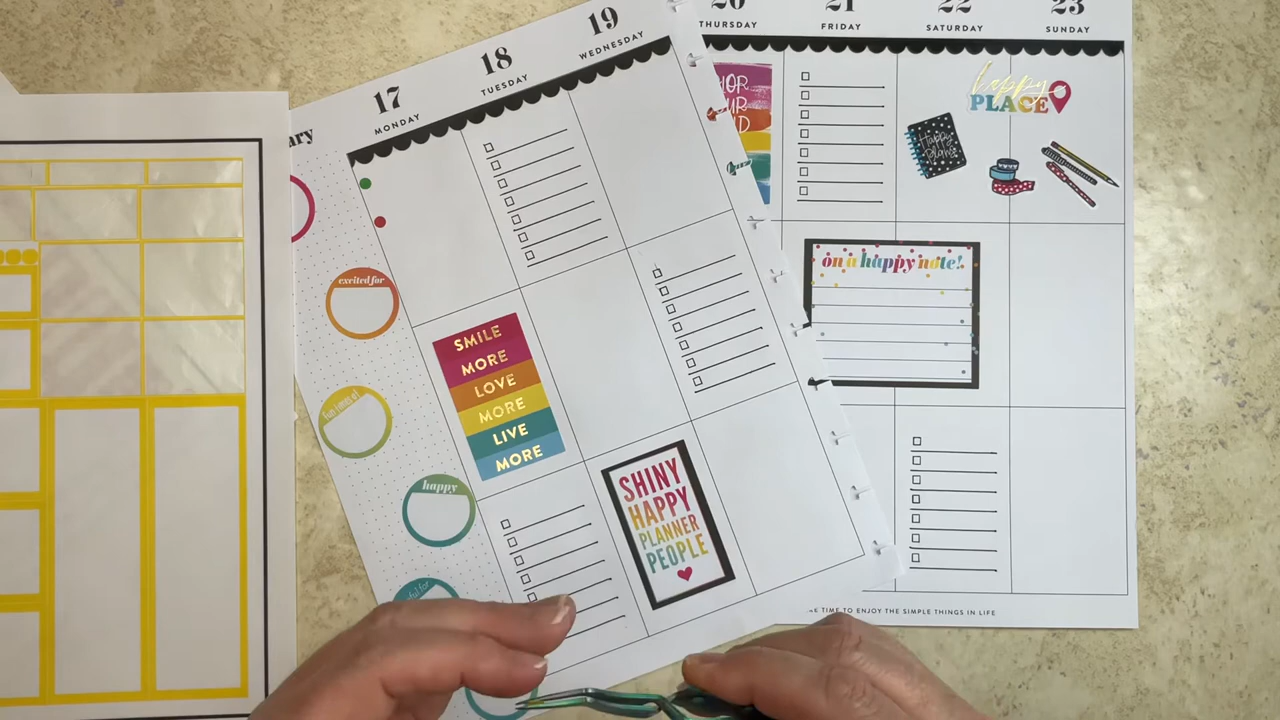 17
MONDAY
18
TUESDAY
19
WEDNESDAY
20
THURSDAY
21
FRIDAY
22
SATURDAY
23
SUNDAY
excited for
happy
SMILE
MORE
LOVE
MORE
LIVE
MORE
SHINY
HAPPY
PLANNER
PEOPLE
happy
PLACE
on a happy note!
TIME TO ENJOY THE SIMPLE THINGS IN LIFE